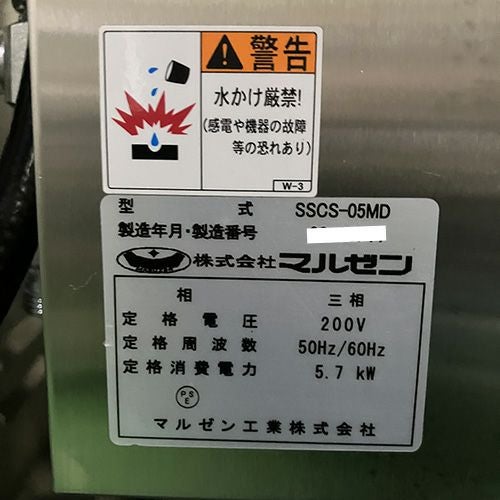 警告
水かけ厳禁!
(感電や機器の故障
等の恐れあり)
W-3
型 式 SSCS-05MD
製造年月・製造番号
株式会社 マルゼン
相 三相
定格電圧 200V
定格周波数 50Hz/60Hz
定格消費電力 5.7 kW
PS
E
マルゼン工業株式会社